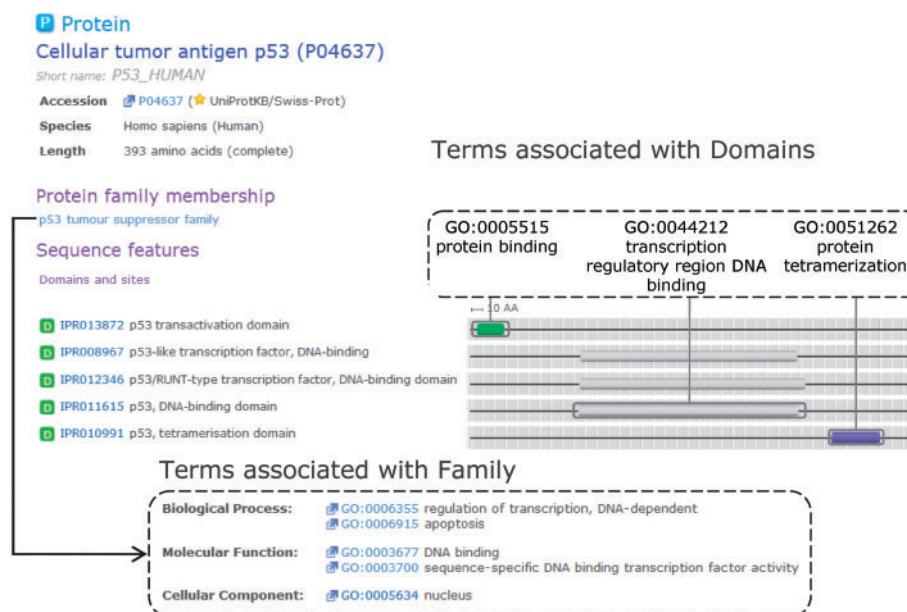 P Protein
Cellular tumor antigen p53 (P04637)
Short name: P53_HUMAN
Accession P04637 (UniProtKB/Swiss-Prot)
Species Homo sapiens (Human)
Length 393 amino acids (complete)
Terms associated with Domains
Protein family membership
p53 tumour suppressor family
GO:0005515
protein binding
GO:0044212
transcription
regulatory region DNA
binding
GO:0051262
protein
tetramerization
Sequence features
Domains and sites
10 AA
D IPR013872 p53 transactivation domain
D IPR008967 p53-like transcription factor, DNA-binding
D IPR012346 p53/RUNT-type transcription factor, DNA-binding domain
D IPR011615 p53, DNA-binding domain
D IPR010991 p53, tetramerisation domain
Terms associated with Family
Biological Process: GO:0006355 regulation of transcription, DNA-dependent
GO:0006915 apoptosis
Molecular Function: GO:0003677 DNA binding
GO:0003700 sequence-specific DNA binding transcription factor activity
Cellular Component: GO:0005634 nucleus